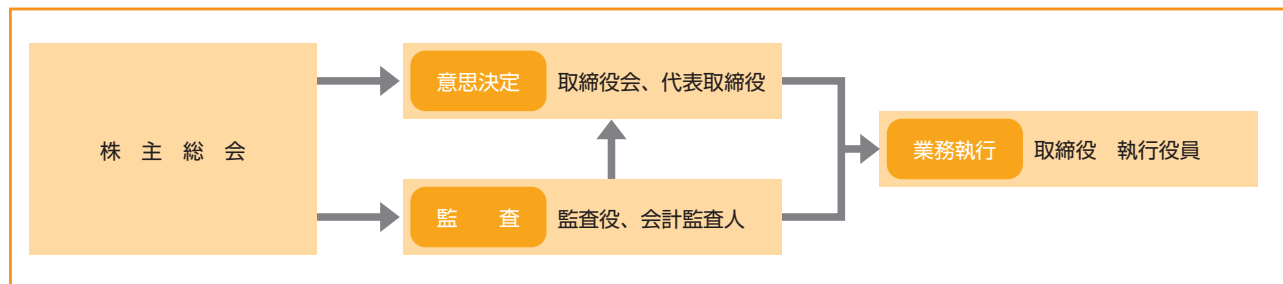 株 主 総 会
意思決定 取締役会、代表取締役
監 査 監査役、会計監査人
業務執行 取締役 執行役員